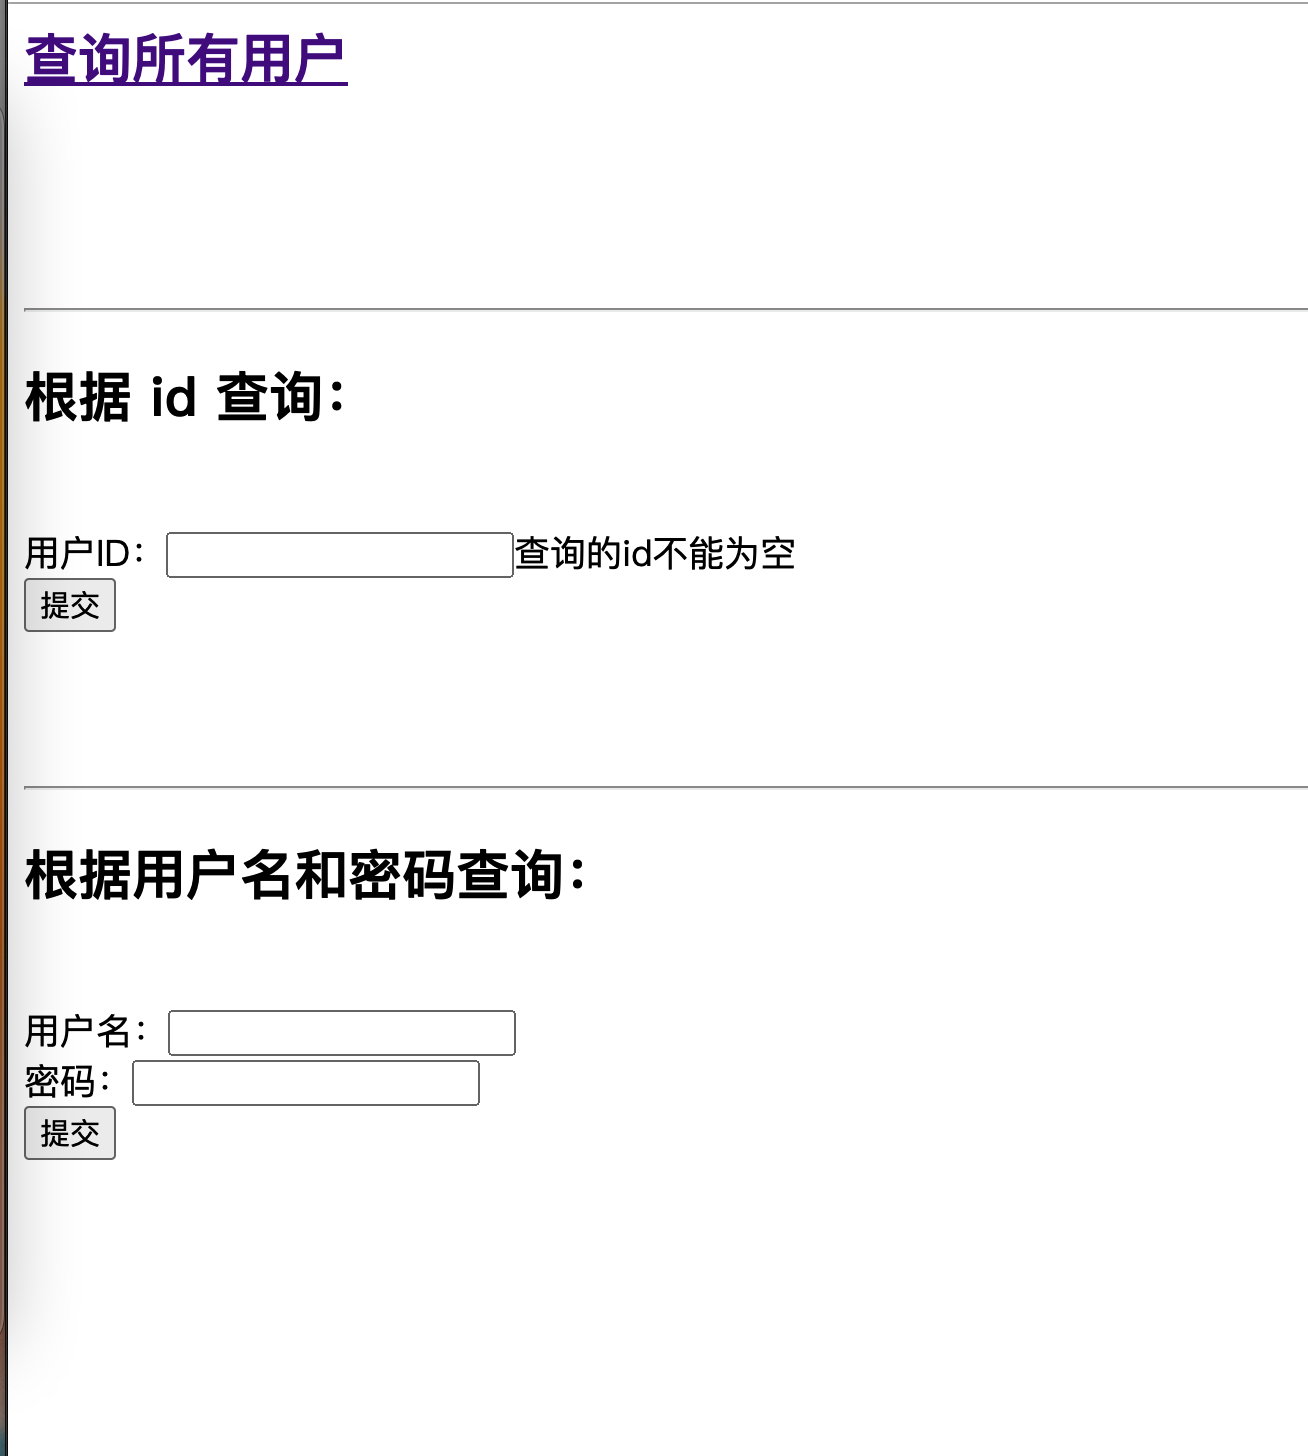 查询所有用户
根据 id 查询：
用户ID： 查询的id不能为空
提交
根据用户名和密码查询：
用户名：
密码：
提交